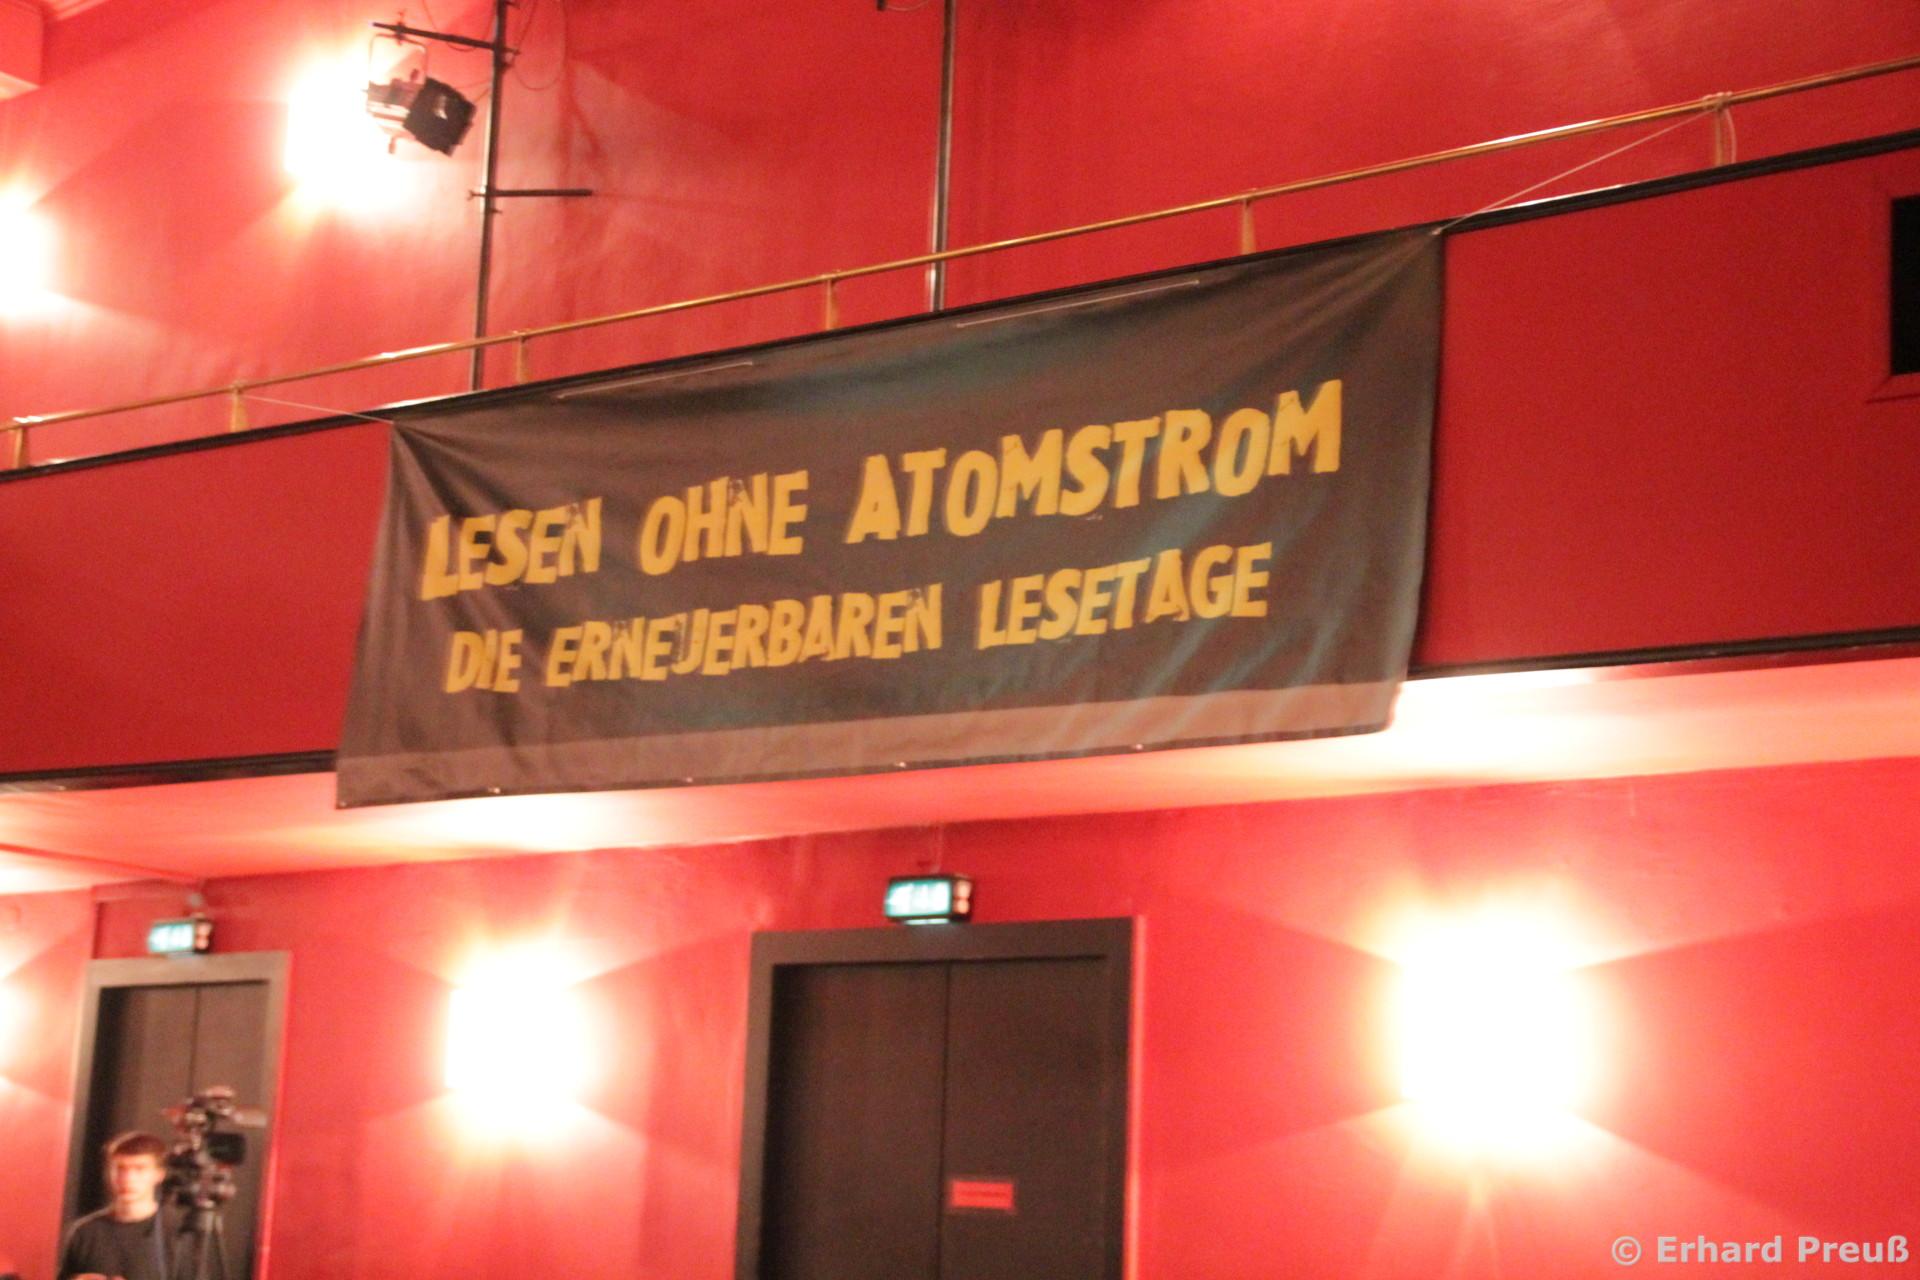 LESEN OHNE ATOMSTROM
DIE ERNEUERBAREN LESETAGE
© Erhard Preuß